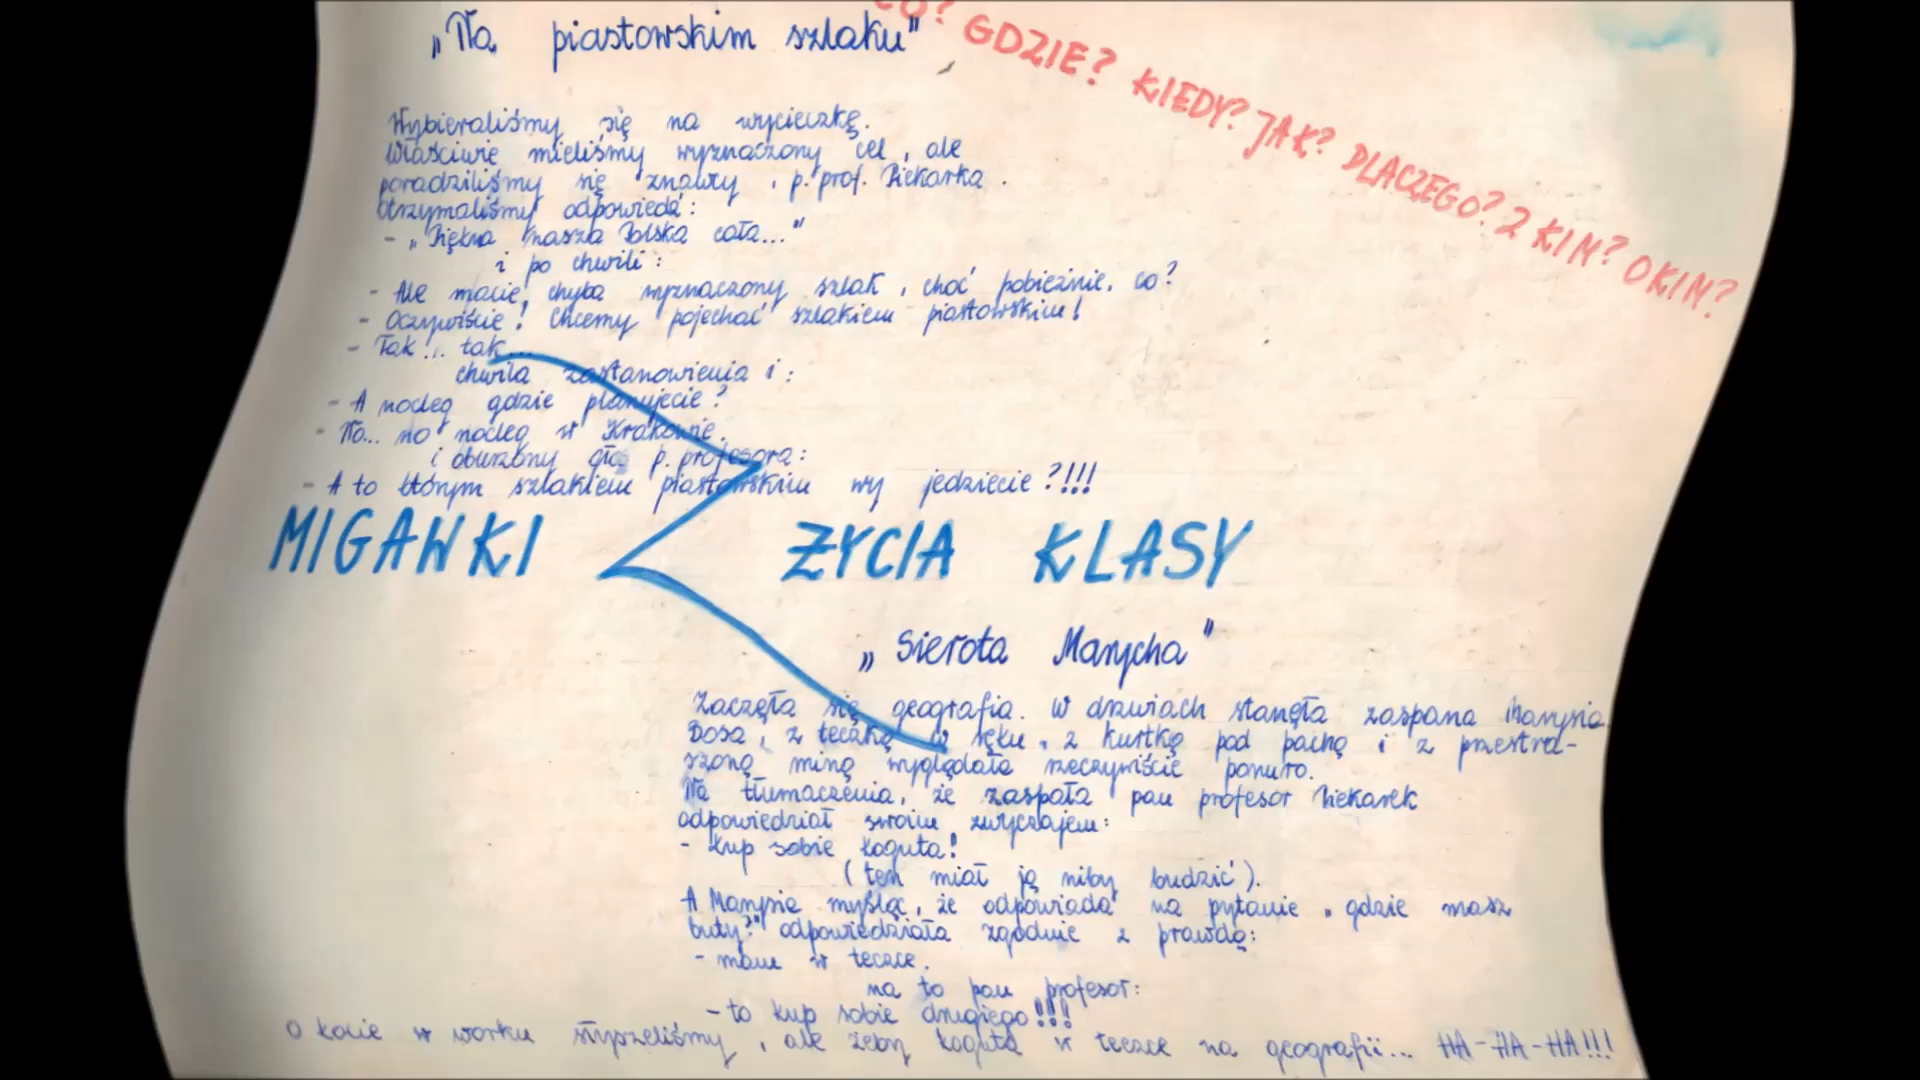 „Na piastowskim szlaku"
CO? GDZIE? KIEDY? JAK? DLACZEGO? Z KIM? O KIM?
Wybieraliśmy się na wycieczkę.
Właściwie mieliśmy wyznaczony cel, ale
poradziliśmy się znawcy, p. prof. Piekarka.
Otrzymaliśmy odpowiedź:
- „Piękna nasza Polska cała..."
i po chwili:
- Ale macie, chyba wyznaczony szlak, choć pobieżnie, co?
- Oczywiście! Chcemy pojechać szlakiem piastowskim!
- Tak... tak...
chwila zastanowienia i:
- A nocleg gdzie planujecie?
- No... no nocleg w Krakowie.
i oburzony głos p. profesora:
- A to którym szlakiem piastowskim wy jedziecie?!!!
MIGAWKI Z ŻYCIA KLASY
„Sierota Marycha"
Zaczęła się geografia. W drzwiach stanęła zaspana Marysia.
Bosa, z teczką w ręku, z kurtką pod pachą i z przestra-
szoną miną wyglądała rzeczywiście ponuro.
Na tłumaczenia, że zaspała pan profesor Piekarek
odpowiedział swoim zwyczajem:
- kup sobie koguta!
(ten miał ją niby budzić).
A Marysia myśląc, że odpowiada na pytanie „gdzie masz
buty?" odpowiedziała zgodnie z prawdą:
- mam w teczce.
na to pan profesor:
- to kup sobie drugiego!!!
O kocie w worku słyszeliśmy, ale żeby koguta w teczce na geografii... HA-HA-HA!!!